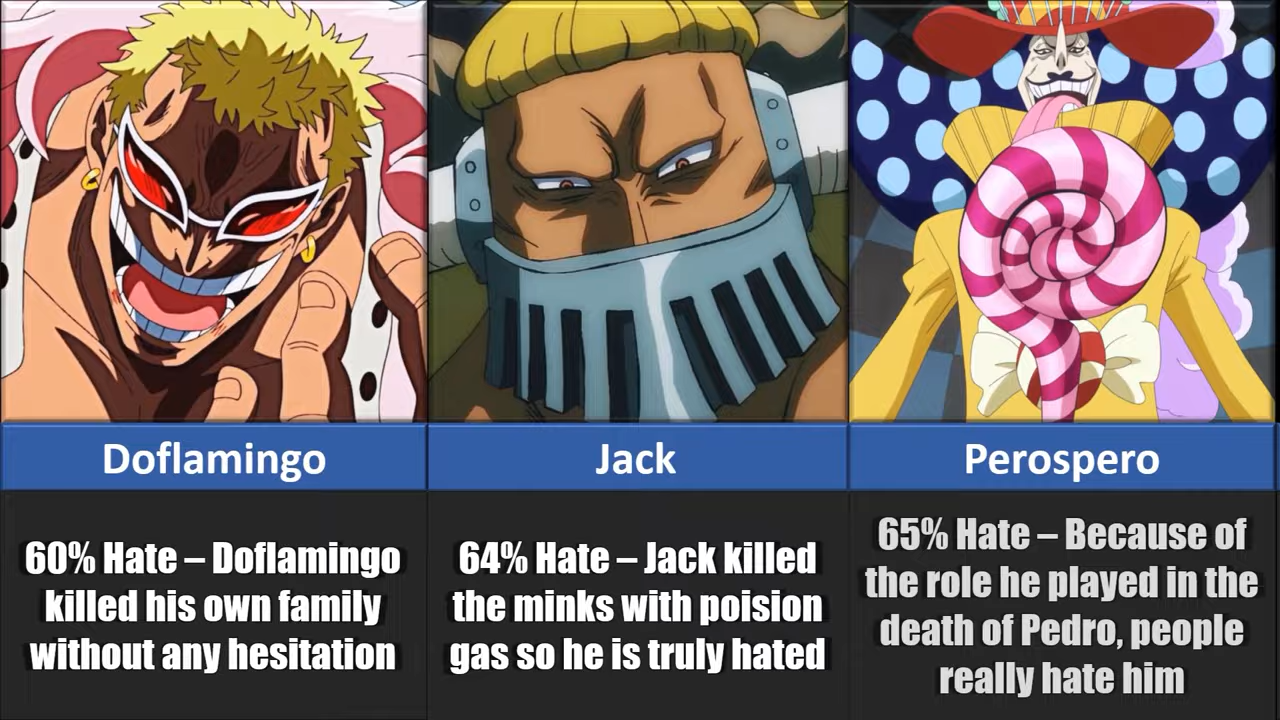 Doflamingo
60% Hate – Doflamingo
killed his own family
without any hesitation
Jack
64% Hate – Jack killed
the minks with poision
gas so he is truly hated
Perospero
65% Hate – Because of
the role he played in the
death of Pedro, people
really hate him